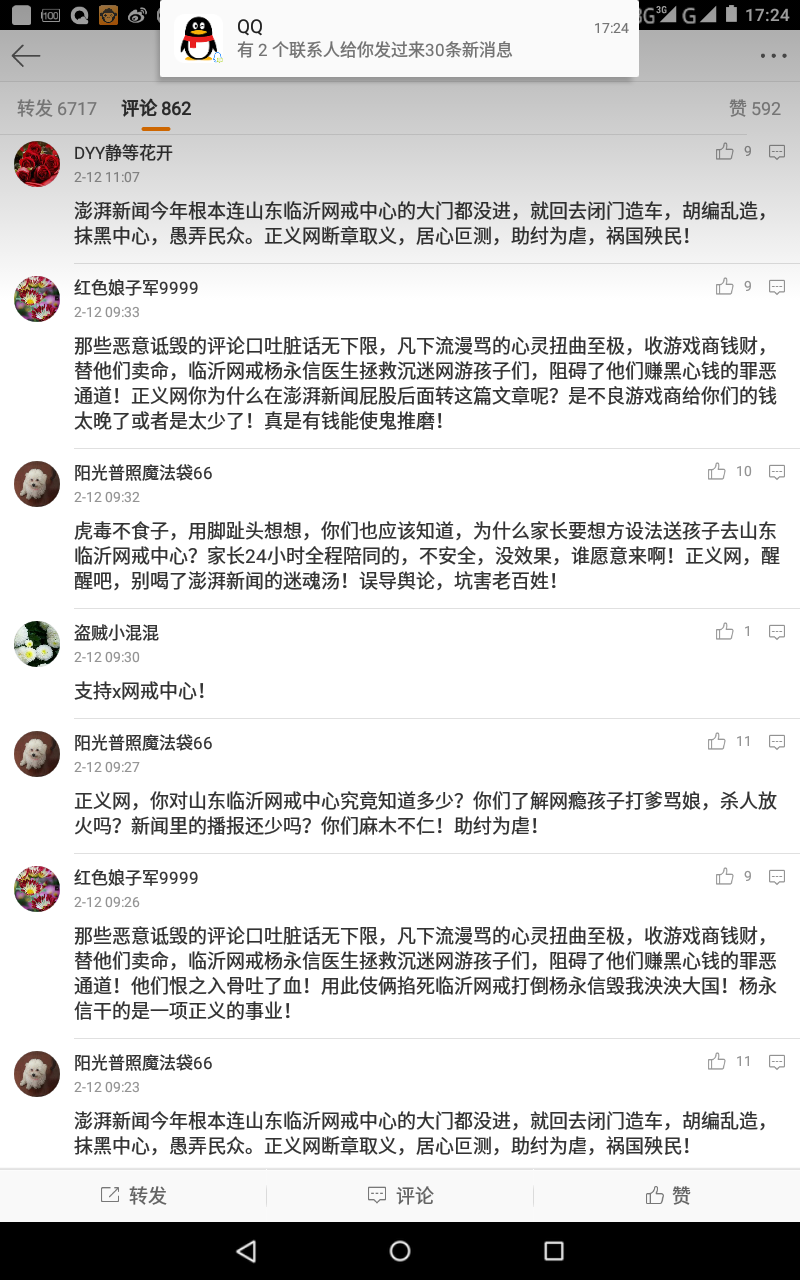 100
QQ
17:24
有 2 个联系人给你发过来30条新消息
3G
G
17:24
转发 6717
评论 862
赞 592
DYY静等花开
9
2-12 11:07
澎湃新闻今年根本连山东临沂网戒中心的大门都没进，就回去闭门造车，胡编乱造，
抹黑中心，愚弄民众。正义网断章取义，居心叵测，助纣为虐，祸国殃民！
红色娘子军9999
9
2-12 09:33
那些恶意诋毁的评论口吐脏话无下限，凡下流漫骂的心灵扭曲至极，收游戏商钱财，
替他们卖命，临沂网戒杨永信医生拯救沉迷网游孩子们，阻碍了他们赚黑心钱的罪恶
通道！正义网你为什么在澎湃新闻屁股后面转这篇文章呢？是不良游戏商给你们的钱
太晚了或者是太少了！真是有钱能使鬼推磨！
阳光普照魔法袋66
10
2-12 09:32
虎毒不食子，用脚趾头想想，你们也应该知道，为什么家长要想方设法送孩子去山东
临沂网戒中心？家长24小时全程陪同的，不安全，没效果，谁愿意来啊！正义网，醒
醒吧，别喝了澎湃新闻的迷魂汤！误导舆论，坑害老百姓！
盗贼小混混
1
2-12 09:30
支持x网戒中心！
阳光普照魔法袋66
11
2-12 09:27
正义网，你对山东临沂网戒中心究竟知道多少？你们了解网瘾孩子打爹骂娘，杀人放
火吗？新闻里的播报还少吗？你们麻木不仁！助纣为虐！
红色娘子军9999
9
2-12 09:26
那些恶意诋毁的评论口吐脏话无下限，凡下流漫骂的心灵扭曲至极，收游戏商钱财，
替他们卖命，临沂网戒杨永信医生拯救沉迷网游孩子们，阻碍了他们赚黑心钱的罪恶
通道！他们恨之入骨吐了血！用此伎俩掐死临沂网戒打倒杨永信毁我泱泱大国！杨永
信干的是一项正义的事业！
阳光普照魔法袋66
11
2-12 09:23
澎湃新闻今年根本连山东临沂网戒中心的大门都没进，就回去闭门造车，胡编乱造，
抹黑中心，愚弄民众。正义网断章取义，居心叵测，助纣为虐，祸国殃民！
转发
评论
赞